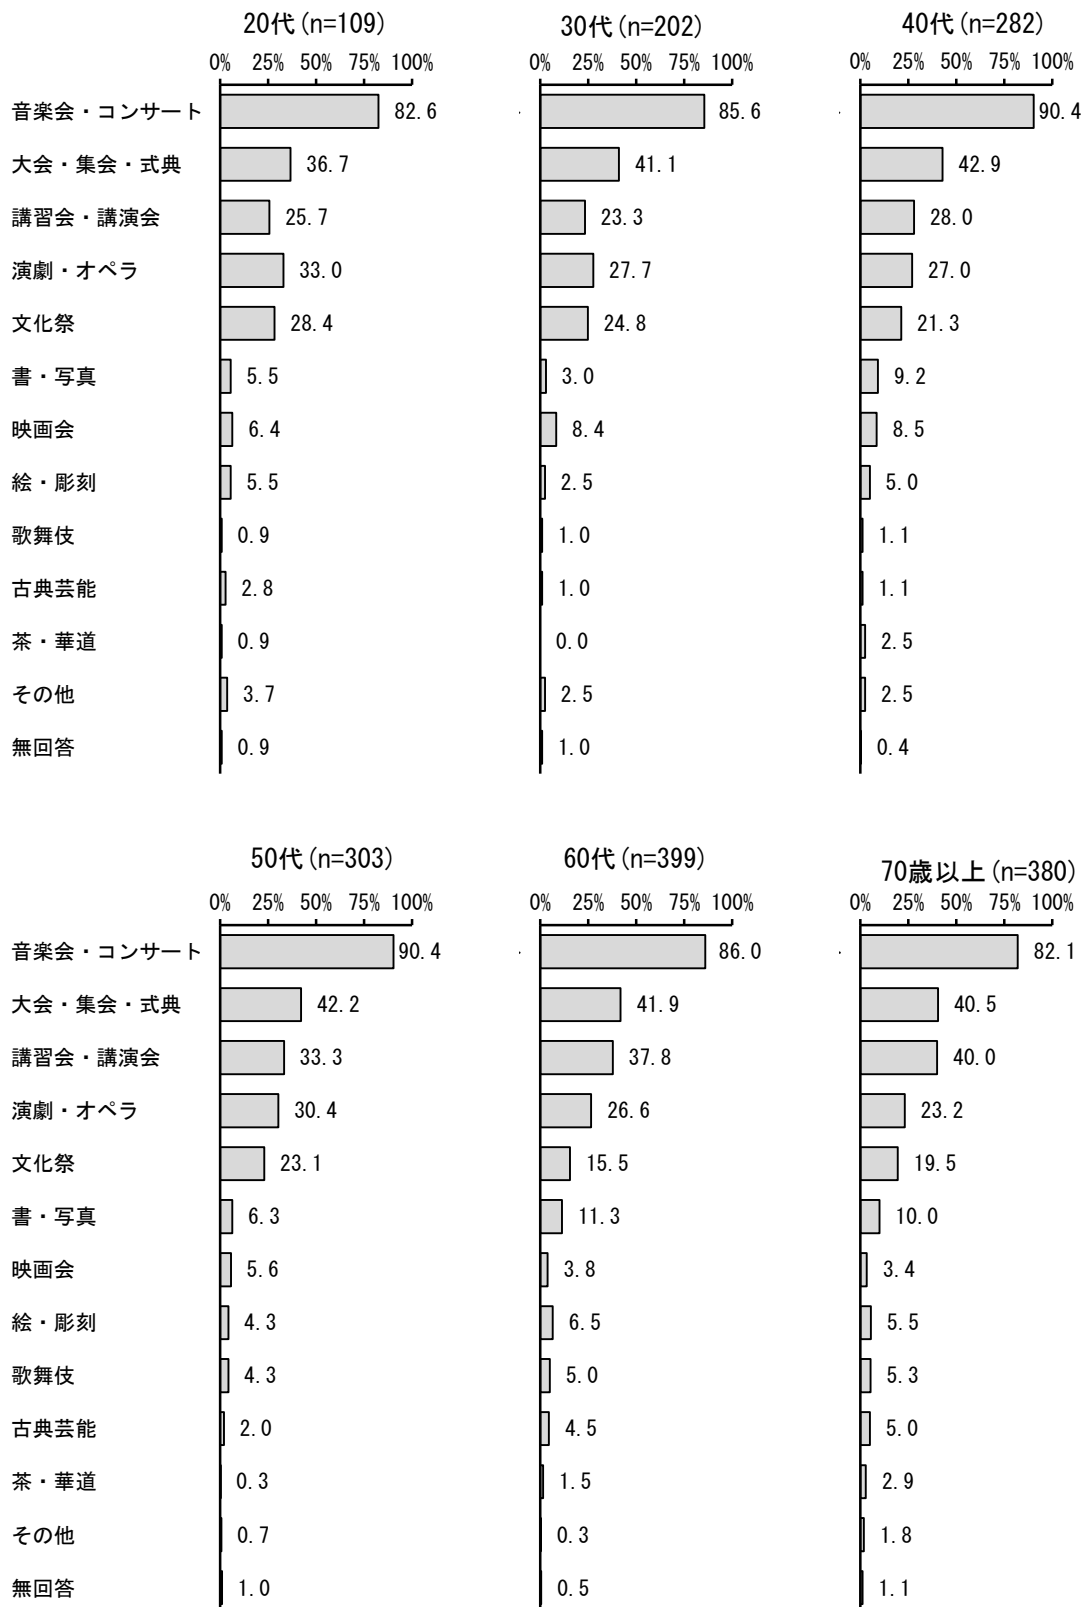 20代(n=109) 30代(n=202) 40代(n=282)
0% 25% 50% 75% 100% 0% 25% 50% 75% 100% 0% 25% 50% 75% 100%
音楽会・コンサート 82.6 85.6 90.4
大会・集会・式典 36.7 41.1 42.9
講習会・講演会 25.7 23.3 28.0
演劇・オペラ 33.0 27.7 27.0
文化祭 28.4 24.8 21.3
書・写真 5.5 3.0 9.2
映画会 6.4 8.4 8.5
絵・彫刻 5.5 2.5 5.0
歌舞伎 0.9 1.0 1.1
古典芸能 2.8 1.0 1.1
茶・華道 0.9 0.0 2.5
その他 3.7 2.5 2.5
無回答 0.9 1.0 0.4
50代(n=303) 60代(n=399) 70歳以上(n=380)
0% 25% 50% 75% 100% 0% 25% 50% 75% 100% 0% 25% 50% 75% 100%
音楽会・コンサート 90.4 86.0 82.1
大会・集会・式典 42.2 41.9 40.5
講習会・講演会 33.3 37.8 40.0
演劇・オペラ 30.4 26.6 23.2
文化祭 23.1 15.5 19.5
書・写真 6.3 11.3 10.0
映画会 5.6 3.8 3.4
絵・彫刻 4.3 6.5 5.5
歌舞伎 4.3 5.0 5.3
古典芸能 2.0 4.5 5.0
茶・華道 0.3 1.5 2.9
その他 0.7 0.3 1.8
無回答 1.0 0.5 1.1